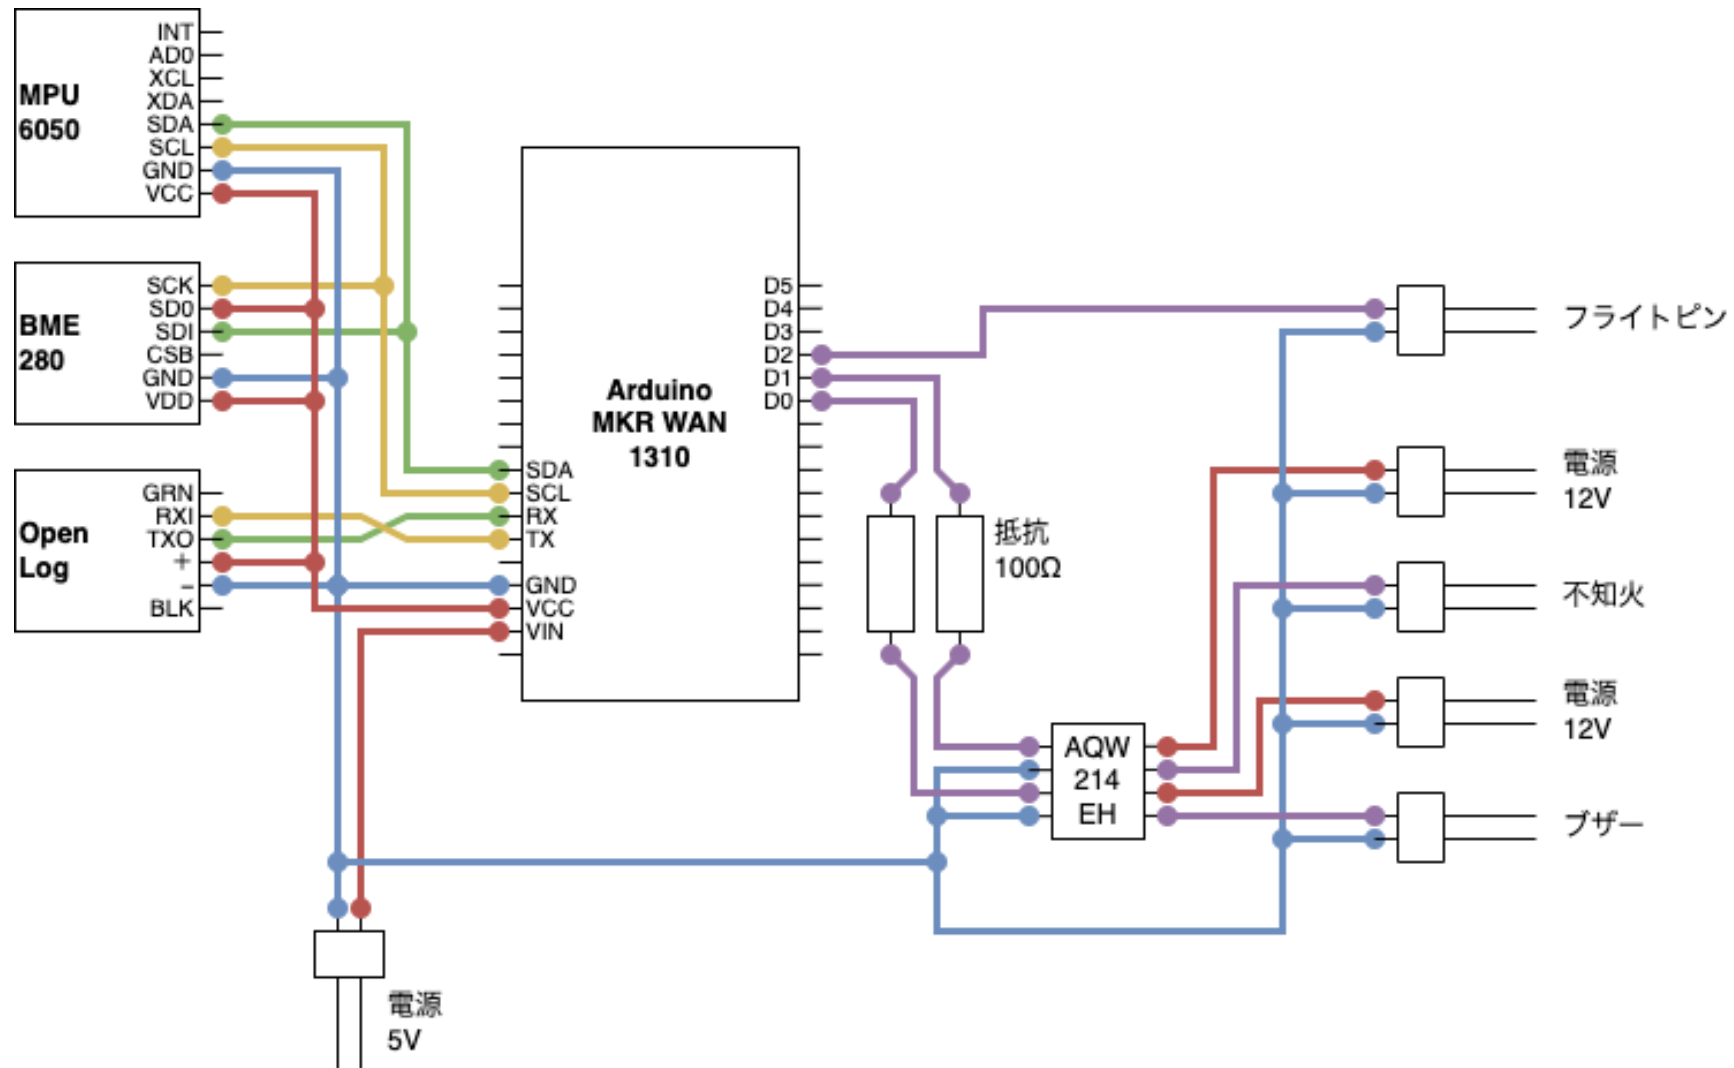 INT
AD0
XCL
XDA
SDA
SCL
GND
VCC
MPU
6050
SCK
SD0
SDI
CSB
GND
VDD
BME
280
GRN
RXI
TXO
+
-
BLK
Open
Log
Arduino
MKR WAN
1310
SDA
SCL
RX
TX
GND
VCC
VIN
D5
D4
D3
D2
D1
D0
抵抗
100Ω
AQW
214
EH
フライトピン
電源
12V
不知火
電源
12V
ブザー
電源
5V